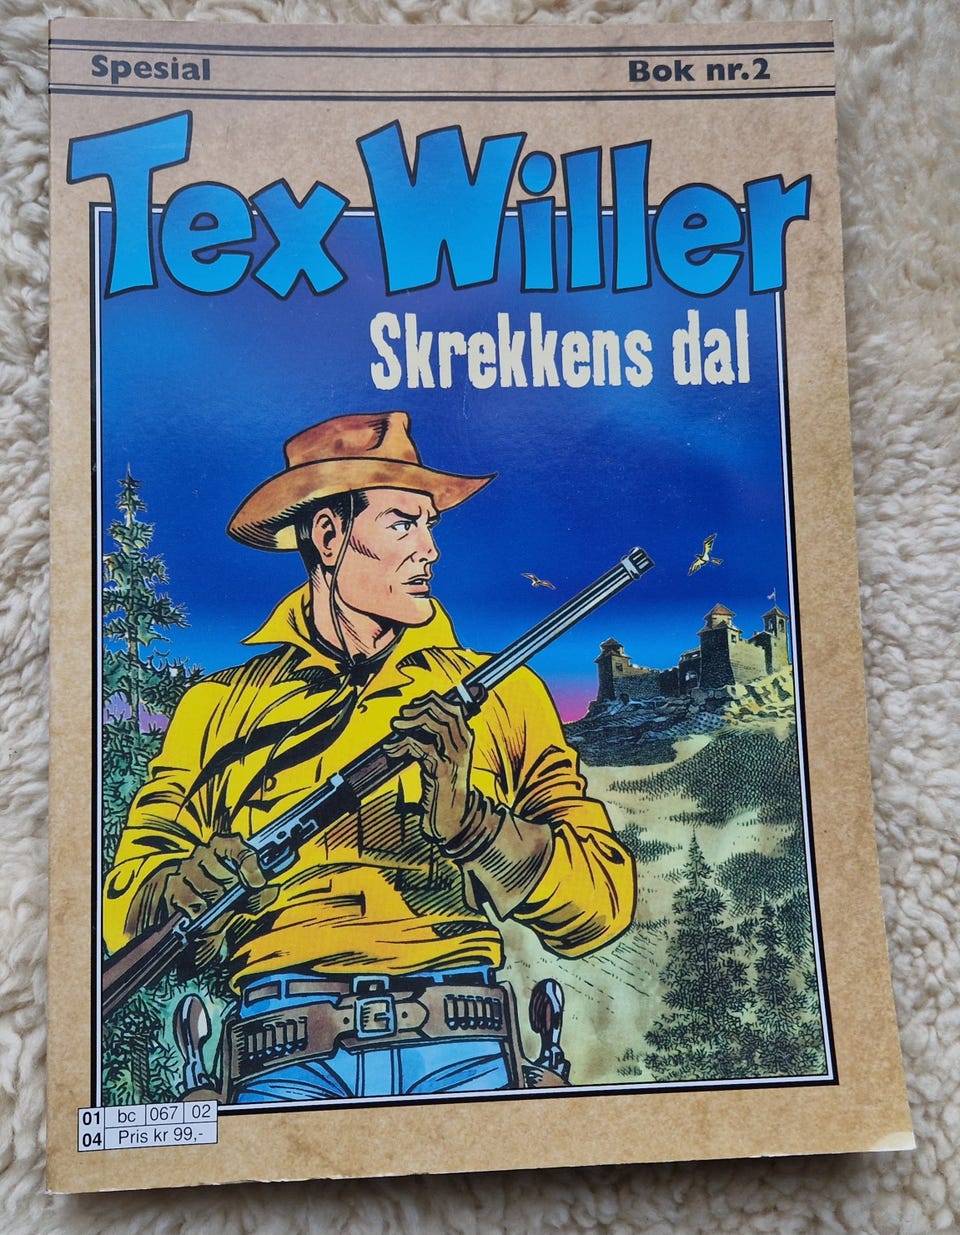 Spesial Bok nr.2
Tex Willer
Skrekkens dal
01 bc 067 02
04 Pris kr 99,-